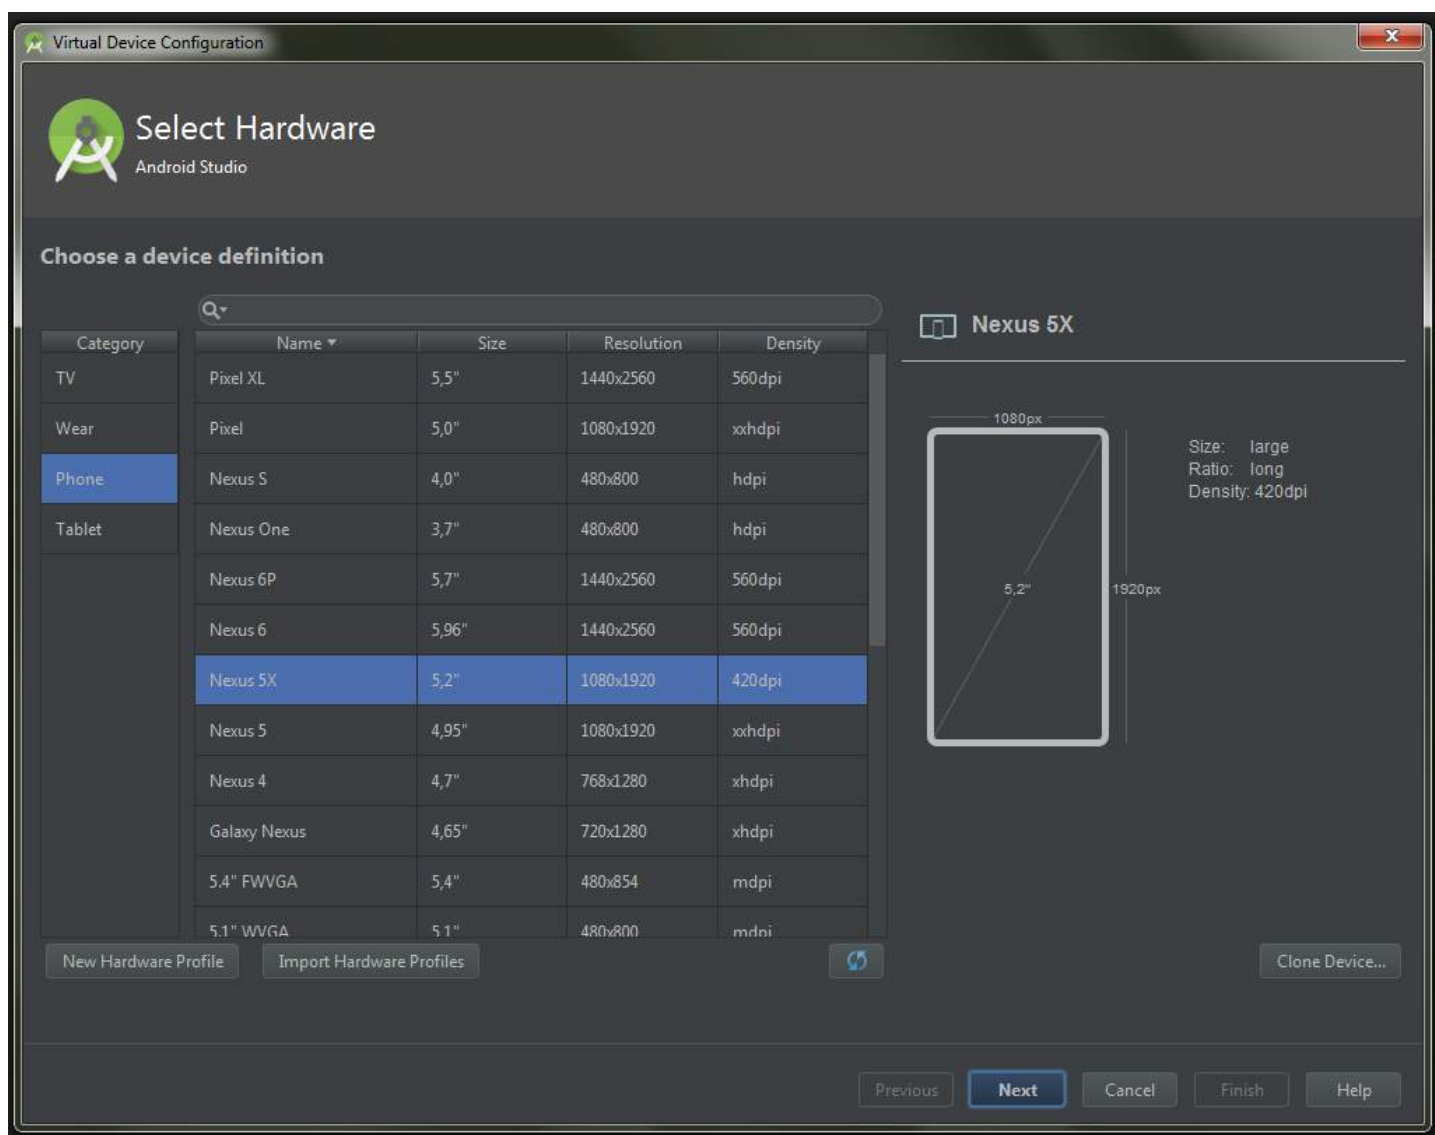 Virtual Device Configuration
Select Hardware
Android Studio
Choose a device definition
Category Name Size Resolution Density
TV
Wear
Phone
Tablet
Pixel XL 5,5" 1440x2560 560dpi
Pixel 5,0" 1080x1920 xxhdpi
Nexus S 4,0" 480x800 hdpi
Nexus One 3,7" 480x800 hdpi
Nexus 6P 5,7" 1440x2560 560dpi
Nexus 6 5,96" 1440x2560 560dpi
Nexus 5X 5,2" 1080x1920 420dpi
Nexus 5 4,95" 1080x1920 xxhdpi
Nexus 4 4,7" 768x1280 xhdpi
Galaxy Nexus 4,65" 720x1280 xhdpi
5.4" FWVGA 5,4" 480x854 mdpi
5.1" WVGA 5,1" 480x800 mdpi
New Hardware Profile Import Hardware Profiles
Nexus 5X
1080px
5,2"
1920px
Size: large
Ratio: long
Density: 420dpi
Clone Device...
Previous Next Cancel Finish Help